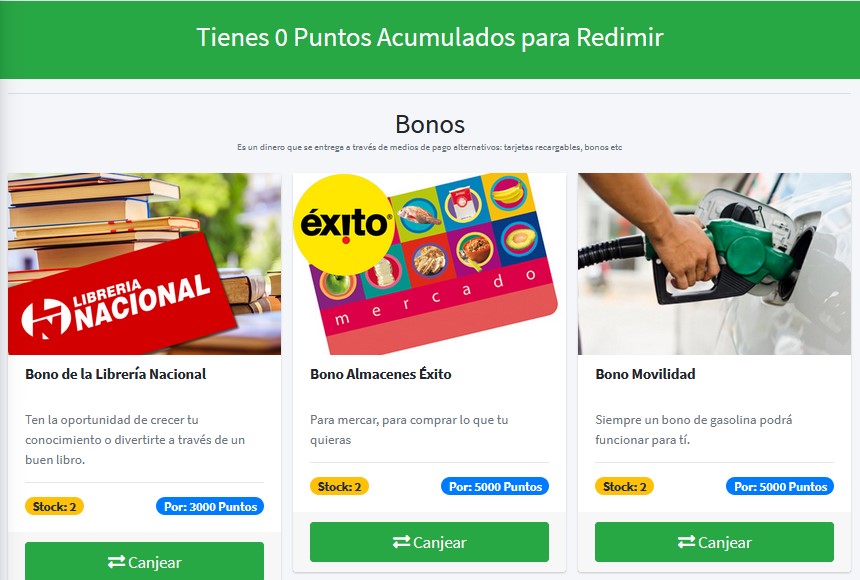 Tienes 0 Puntos Acumulados para Redimir
Bonos
Es un dinero que se entrega a través de medios de pago alternativos: tarjetas recargables, bonos etc
LIBRERIA
NACIONAL
Bono de la Librería Nacional
Ten la oportunidad de crecer tu
conocimiento o divertirte a través de un
buen libro.
Stock: 2
Por: 3000 Puntos
Canjear
éxito®
mercado
Bono Almacenes Éxito
Para mercar, para comprar lo que tu
quieras
Stock: 2
Por: 5000 Puntos
Canjear
Bono Movilidad
Siempre un bono de gasolina podrá
funcionar para tí.
Stock: 2
Por: 5000 Puntos
Canjear